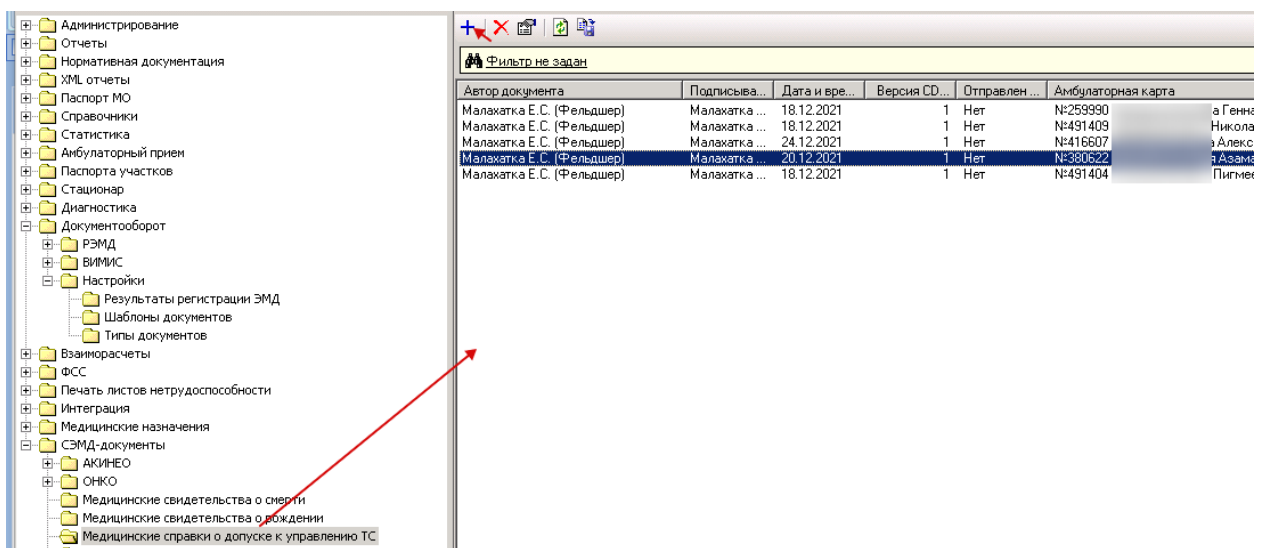 Администрирование
Отчеты
Нормативная документация
XML отчеты
Паспорт МО
Справочники
Статистика
Амбулаторный прием
Паспорта участков
Стационар
Диагностика
Документооборот
РЭМД
ВИМИС
Настройки
Результаты регистрации ЭМД
Шаблоны документов
Типы документов
Взаиморасчеты
ФСС
Печать листов нетрудоспособности
Интеграция
Медицинские назначения
СЭМД-документы
АКИНЕО
ОНКО
Медицинские свидетельства о смерти
Медицинские свидетельства о рождении
Медицинские справки о допуске к управлению ТС
Фильтр не задан
Автор документа Подписыва... Дата и вре... Версия CD... Отправлен ... Амбулаторная карта
Малахатка Е.С. (Фельдшер) Малахатка ... 18.12.2021 1 Нет №259990 а Генна
Малахатка Е.С. (Фельдшер) Малахатка ... 18.12.2021 1 Нет №491409 Никола
Малахатка Е.С. (Фельдшер) Малахатка ... 24.12.2021 1 Нет №416607 Алекс
Малахатка Е.С. (Фельдшер) Малахатка ... 20.12.2021 1 Нет №380622 Азама
Малахатка Е.С. (Фельдшер) Малахатка ... 18.12.2021 1 Нет №491404 Пигмее